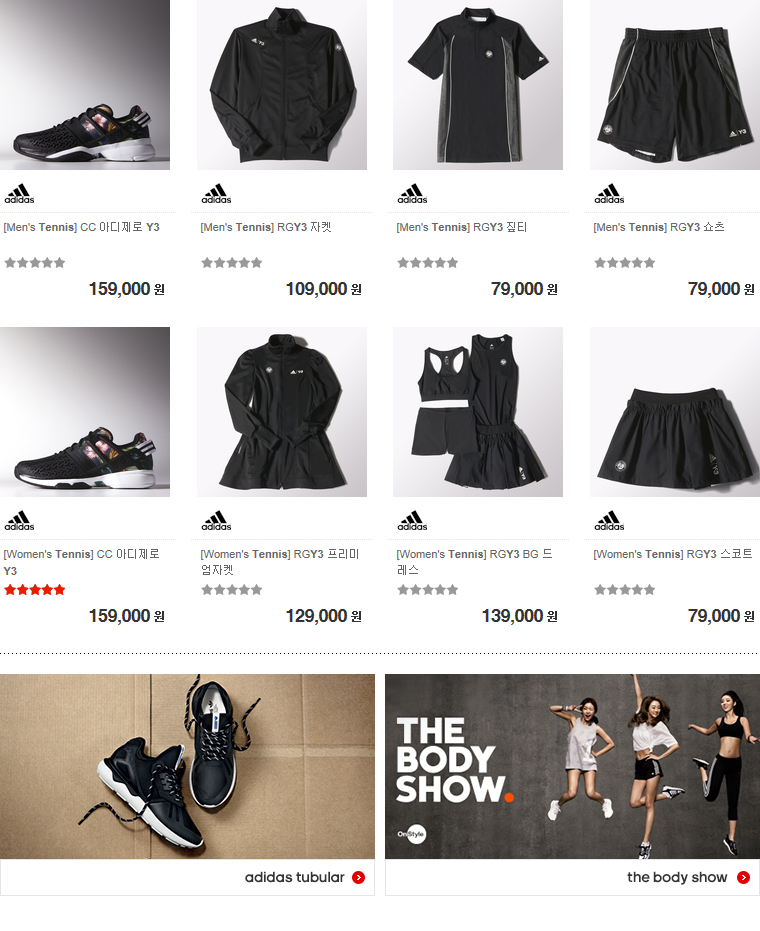 adidas
adidas
adidas
adidas
[Men's Tennis] CC 아디제로 Y3
[Men's Tennis] RGY3 자켓
[Men's Tennis] RGY3 짚티
[Men's Tennis] RGY3 쇼츠
159,000 원
109,000 원
79,000 원
79,000 원
adidas
adidas
adidas
adidas
[Women's Tennis] CC 아디제로
Y3
[Women's Tennis] RGY3 프리미
엄자켓
[Women's Tennis] RGY3 BG 드
레스
[Women's Tennis] RGY3 스코트
159,000 원
129,000 원
139,000 원
79,000 원
THE
BODY
SHOW.
OnStyle
adidas tubular
the body show